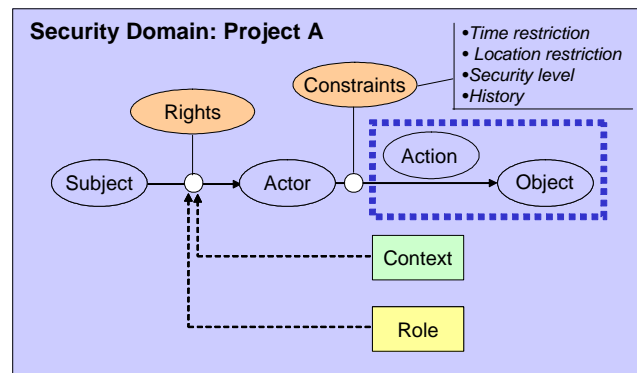 Security Domain: Project A
•Time restriction
• Location restriction
•Security level
•History
Constraints
Rights
Action
Subject
Actor
Object
Context
Role